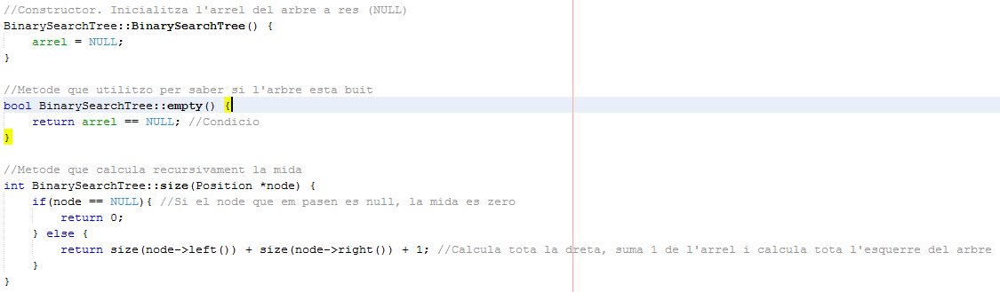 //Constructor. Inicialitza l'arrel del arbre a res (NULL)
BinarySearchTree::BinarySearchTree() {
    arrel = NULL;
}
//Metode que utilitzo per saber si l'arbre esta buit
bool BinarySearchTree::empty() {
    return arrel == NULL; //Condicio
}
//Metode que calcula recursivament la mida
int BinarySearchTree::size(Position *node) {
    if(node == NULL){ //Si el node que em pasen es null, la mida es zero
        return 0;
    } else {
        return size(node->left()) + size(node->right()) + 1; //Calcula tota la dreta, suma 1 de l'arrel i calcula tota l'esquerre del arbre
    }
}